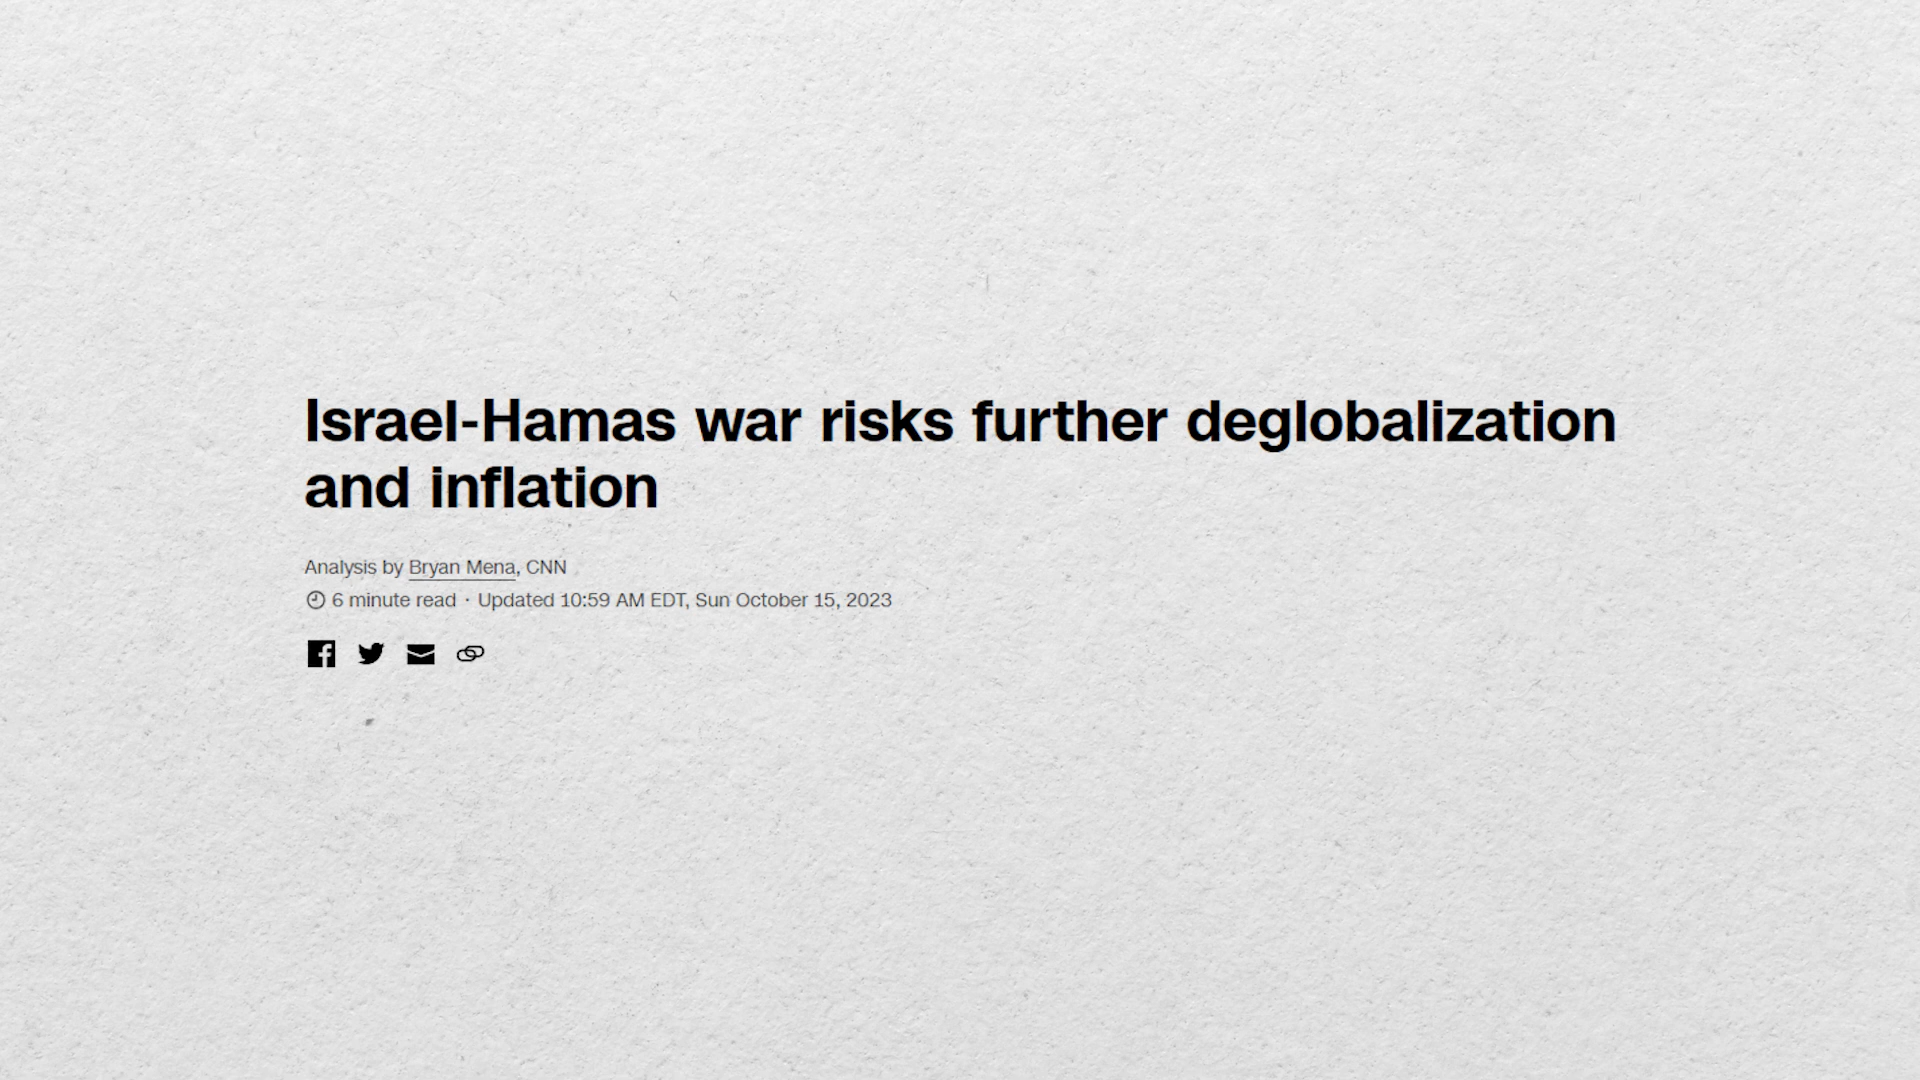 Israel-Hamas war risks further deglobalization
and inflation
Analysis by Bryan Mena, CNN
6 minute read · Updated 10:59 AM EDT, Sun October 15, 2023